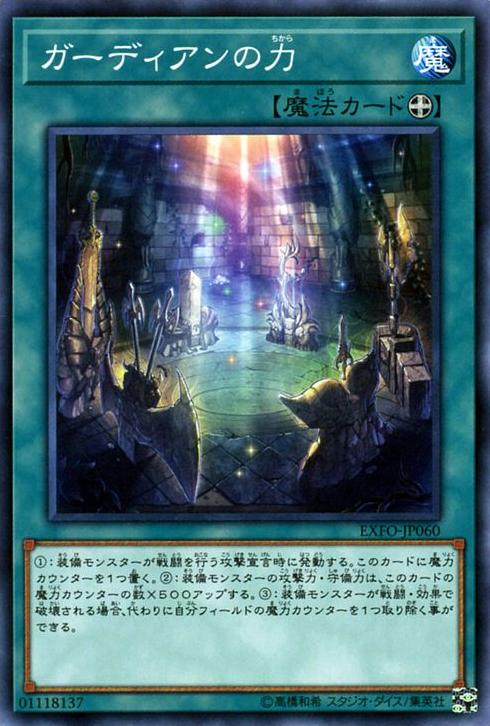 ガーディアンの力
魔
【魔法カード】
EXFO-JP060
①:装備モンスターが戦闘を行う攻撃宣言時に発動する。このカードに魔力
カウンターを1つ置く。②:装備モンスターの攻撃力・守備力は、このカードの
魔力カウンターの数×500アップする。③:装備モンスターが戦闘・効果で
破壊される場合、代わりに自分フィールドの魔力カウンターを1つ取り除く事が
できる。
01118137
©高橋和希 スタジオ・ダイス/集英社